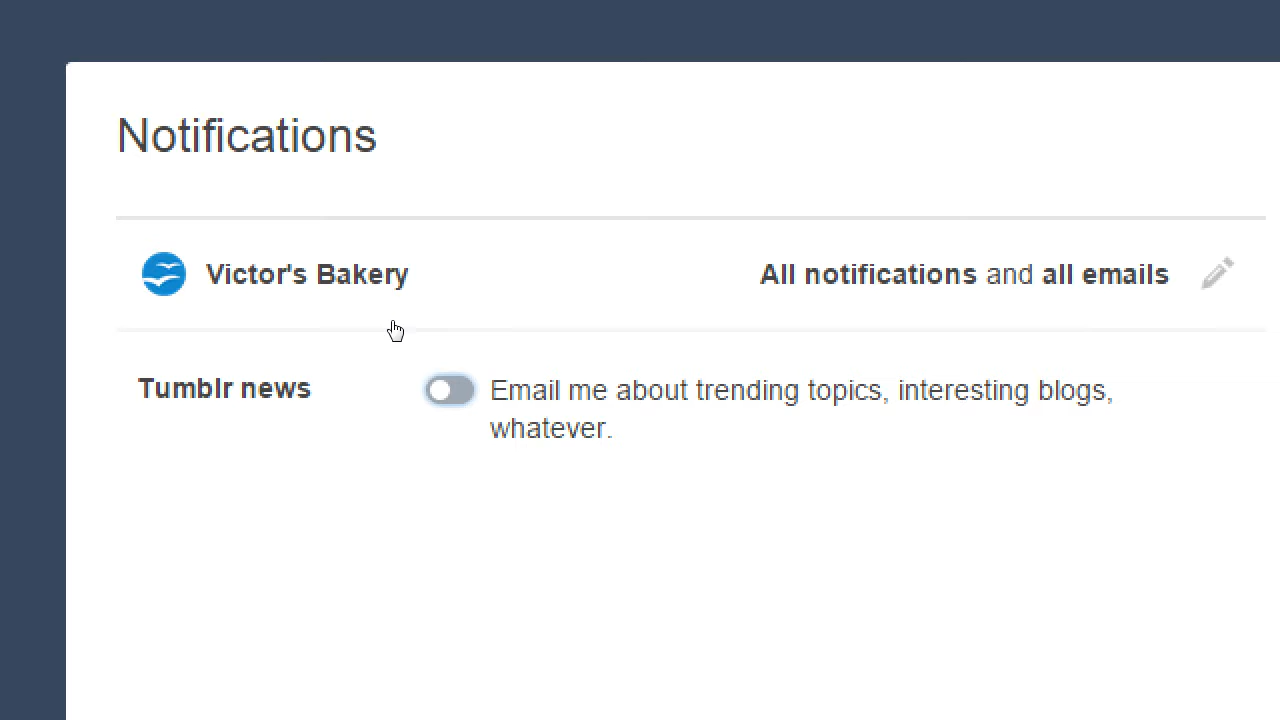 Notifications
Victor's Bakery
All notifications and all emails
Tumblr news
Email me about trending topics, interesting blogs,
whatever.